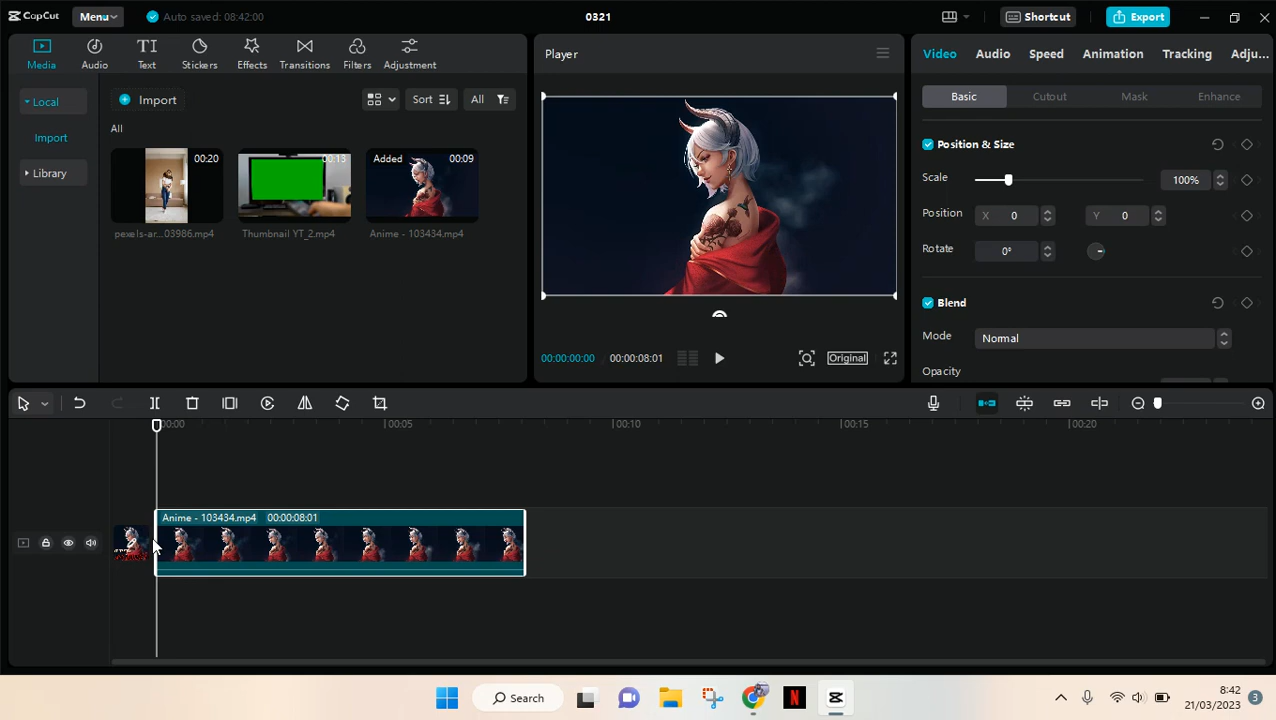 CapCut Menu Auto saved: 08:42:00 0321 Shortcut Export
Media Audio Text Stickers Effects Transitions Filters Adjustment
Local
Import
Library
Import Sort All
All
00:20
pexels-ar...03986.mp4
00:13
Thumbnail YT_2.mp4
Added 00:09
Anime - 103434.mp4
Player
00:00:00:00 00:00:08:01 Original
Video Audio Speed Animation Tracking Adju...
Basic Cutout Mask Enhance
Position & Size
Scale 100%
Position X 0 Y 0
Rotate 0°
Blend
Mode Normal
Opacity
00:00 00:05 00:10 00:15 00:20
Anime - 103434.mp4 00:00:08:01
Search
8:42
21/03/2023
3